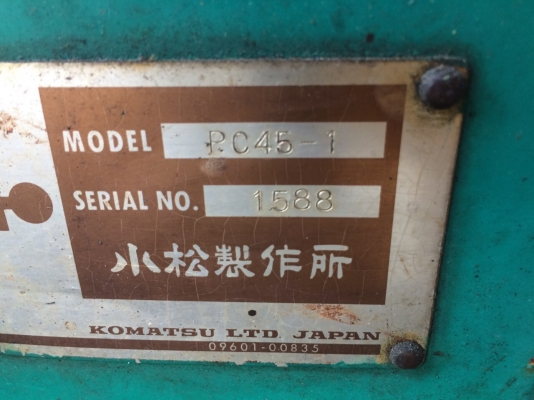 MODEL PC45-1
SERIAL NO. 1588
小松製作所
KOMATSU LTD. JAPAN
09601-00835